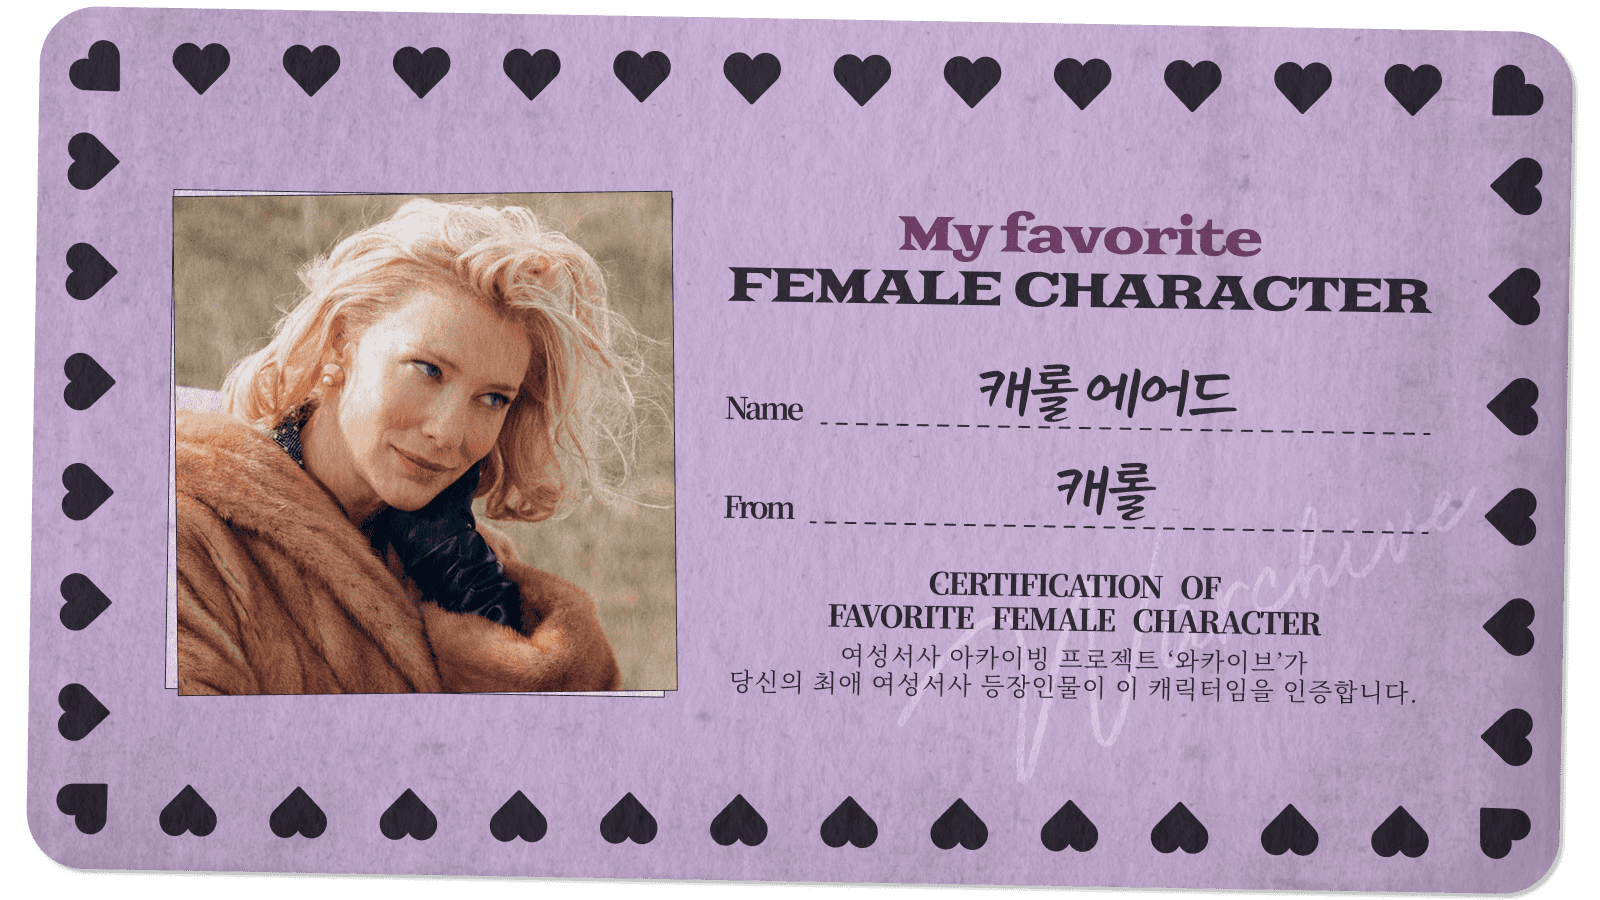 My favorite
FEMALE CHARACTER
Name 캐롤 에어드
From 캐롤
CERTIFICATION OF
FAVORITE FEMALE CHARACTER
여성서사 아카이빙 프로젝트 ‘와카이브’가
당신의 최애 여성서사 등장인물이 이 캐릭터임을 인증합니다.
Warchive